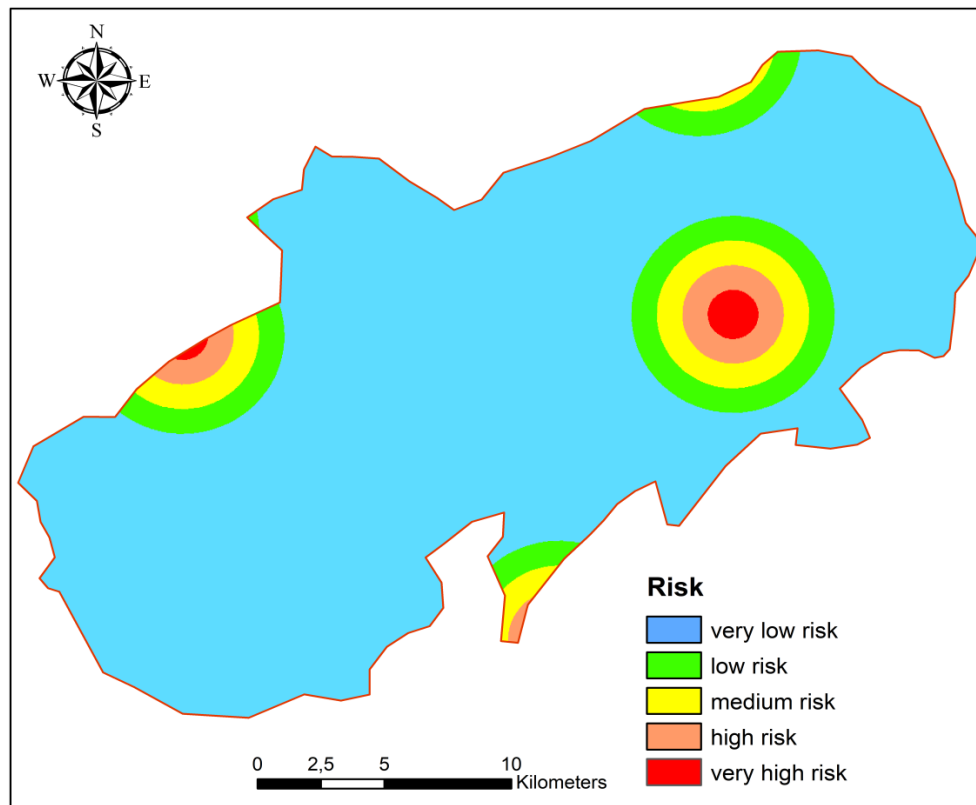 N
W E
S
Risk
very low risk
low risk
medium risk
high risk
very high risk
0 2,5 5 10
Kilometers